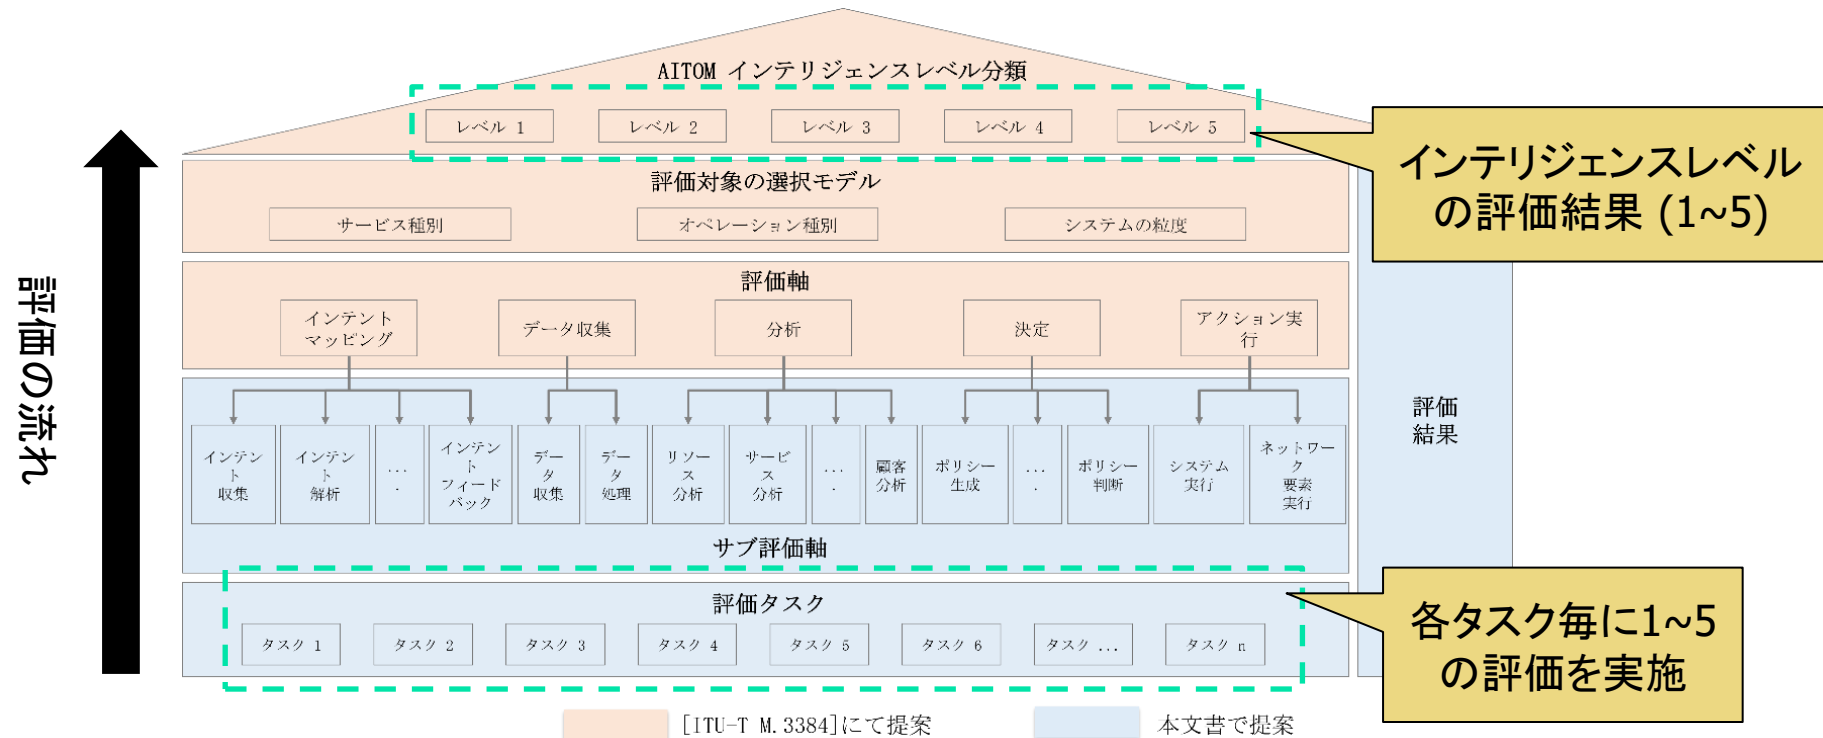 AITOM インテリジェンスレベル分類
レベル 1
レベル 2
レベル 3
レベル 4
レベル 5
インテリジェンスレベル
の評価結果 (1~5)
評価対象の選択モデル
サービス種別
オペレーション種別
システムの粒度
評価の流れ
評価軸
インテント
マッピング
データ収集
分析
決定
アクション実
行
評価
結果
インテン
ト
収集
インテン
ト
解析
...
.
インテン
ト
フィード
バック
デー
タ
収集
デー
タ
処理
リソー
ス
分析
サービ
ス
分析
...
.
顧客
分析
ポリシー
生成
...
.
ポリシー
判断
システム
実行
ネットワー
ク
要素
実行
サブ評価軸
評価タスク
タスク 1
タスク 2
タスク 3
タスク 4
タスク 5
タスク 6
タスク ...
タスク n
各タスク毎に1~5
の評価を実施
[ITU-T M.3384]にて提案
本文昔で提案